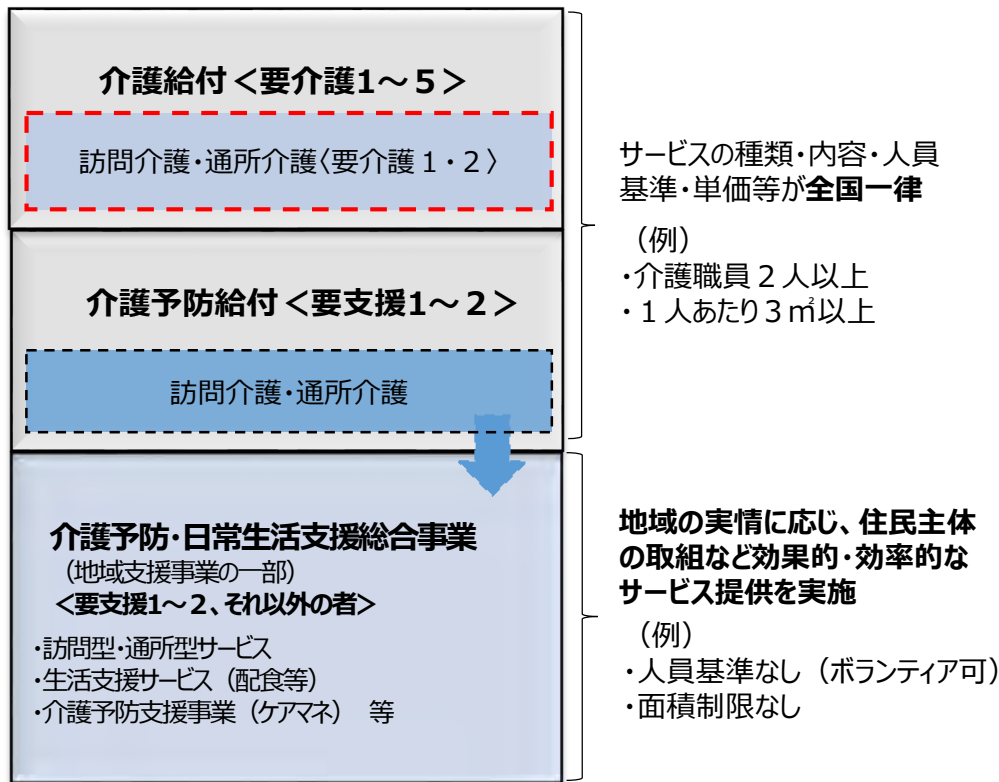 介護給付＜要介護1～５＞
訪問介護・通所介護〈要介護１・２〉
介護予防給付＜要支援1～２＞
訪問介護・通所介護
介護予防・日常生活支援総合事業
（地域支援事業の一部）
＜要支援1～２、それ以外の者＞
・訪問型・通所型サービス
・生活支援サービス（配食等）
・介護予防支援事業（ケアマネ） 等
サービスの種類・内容・人員
基準・単価等が全国一律
（例）
・介護職員２人以上
・１人あたり３㎡以上
地域の実情に応じ、住民主体
の取組など効果的・効率的な
サービス提供を実施
（例）
・人員基準なし（ボランティア可）
・面積制限なし